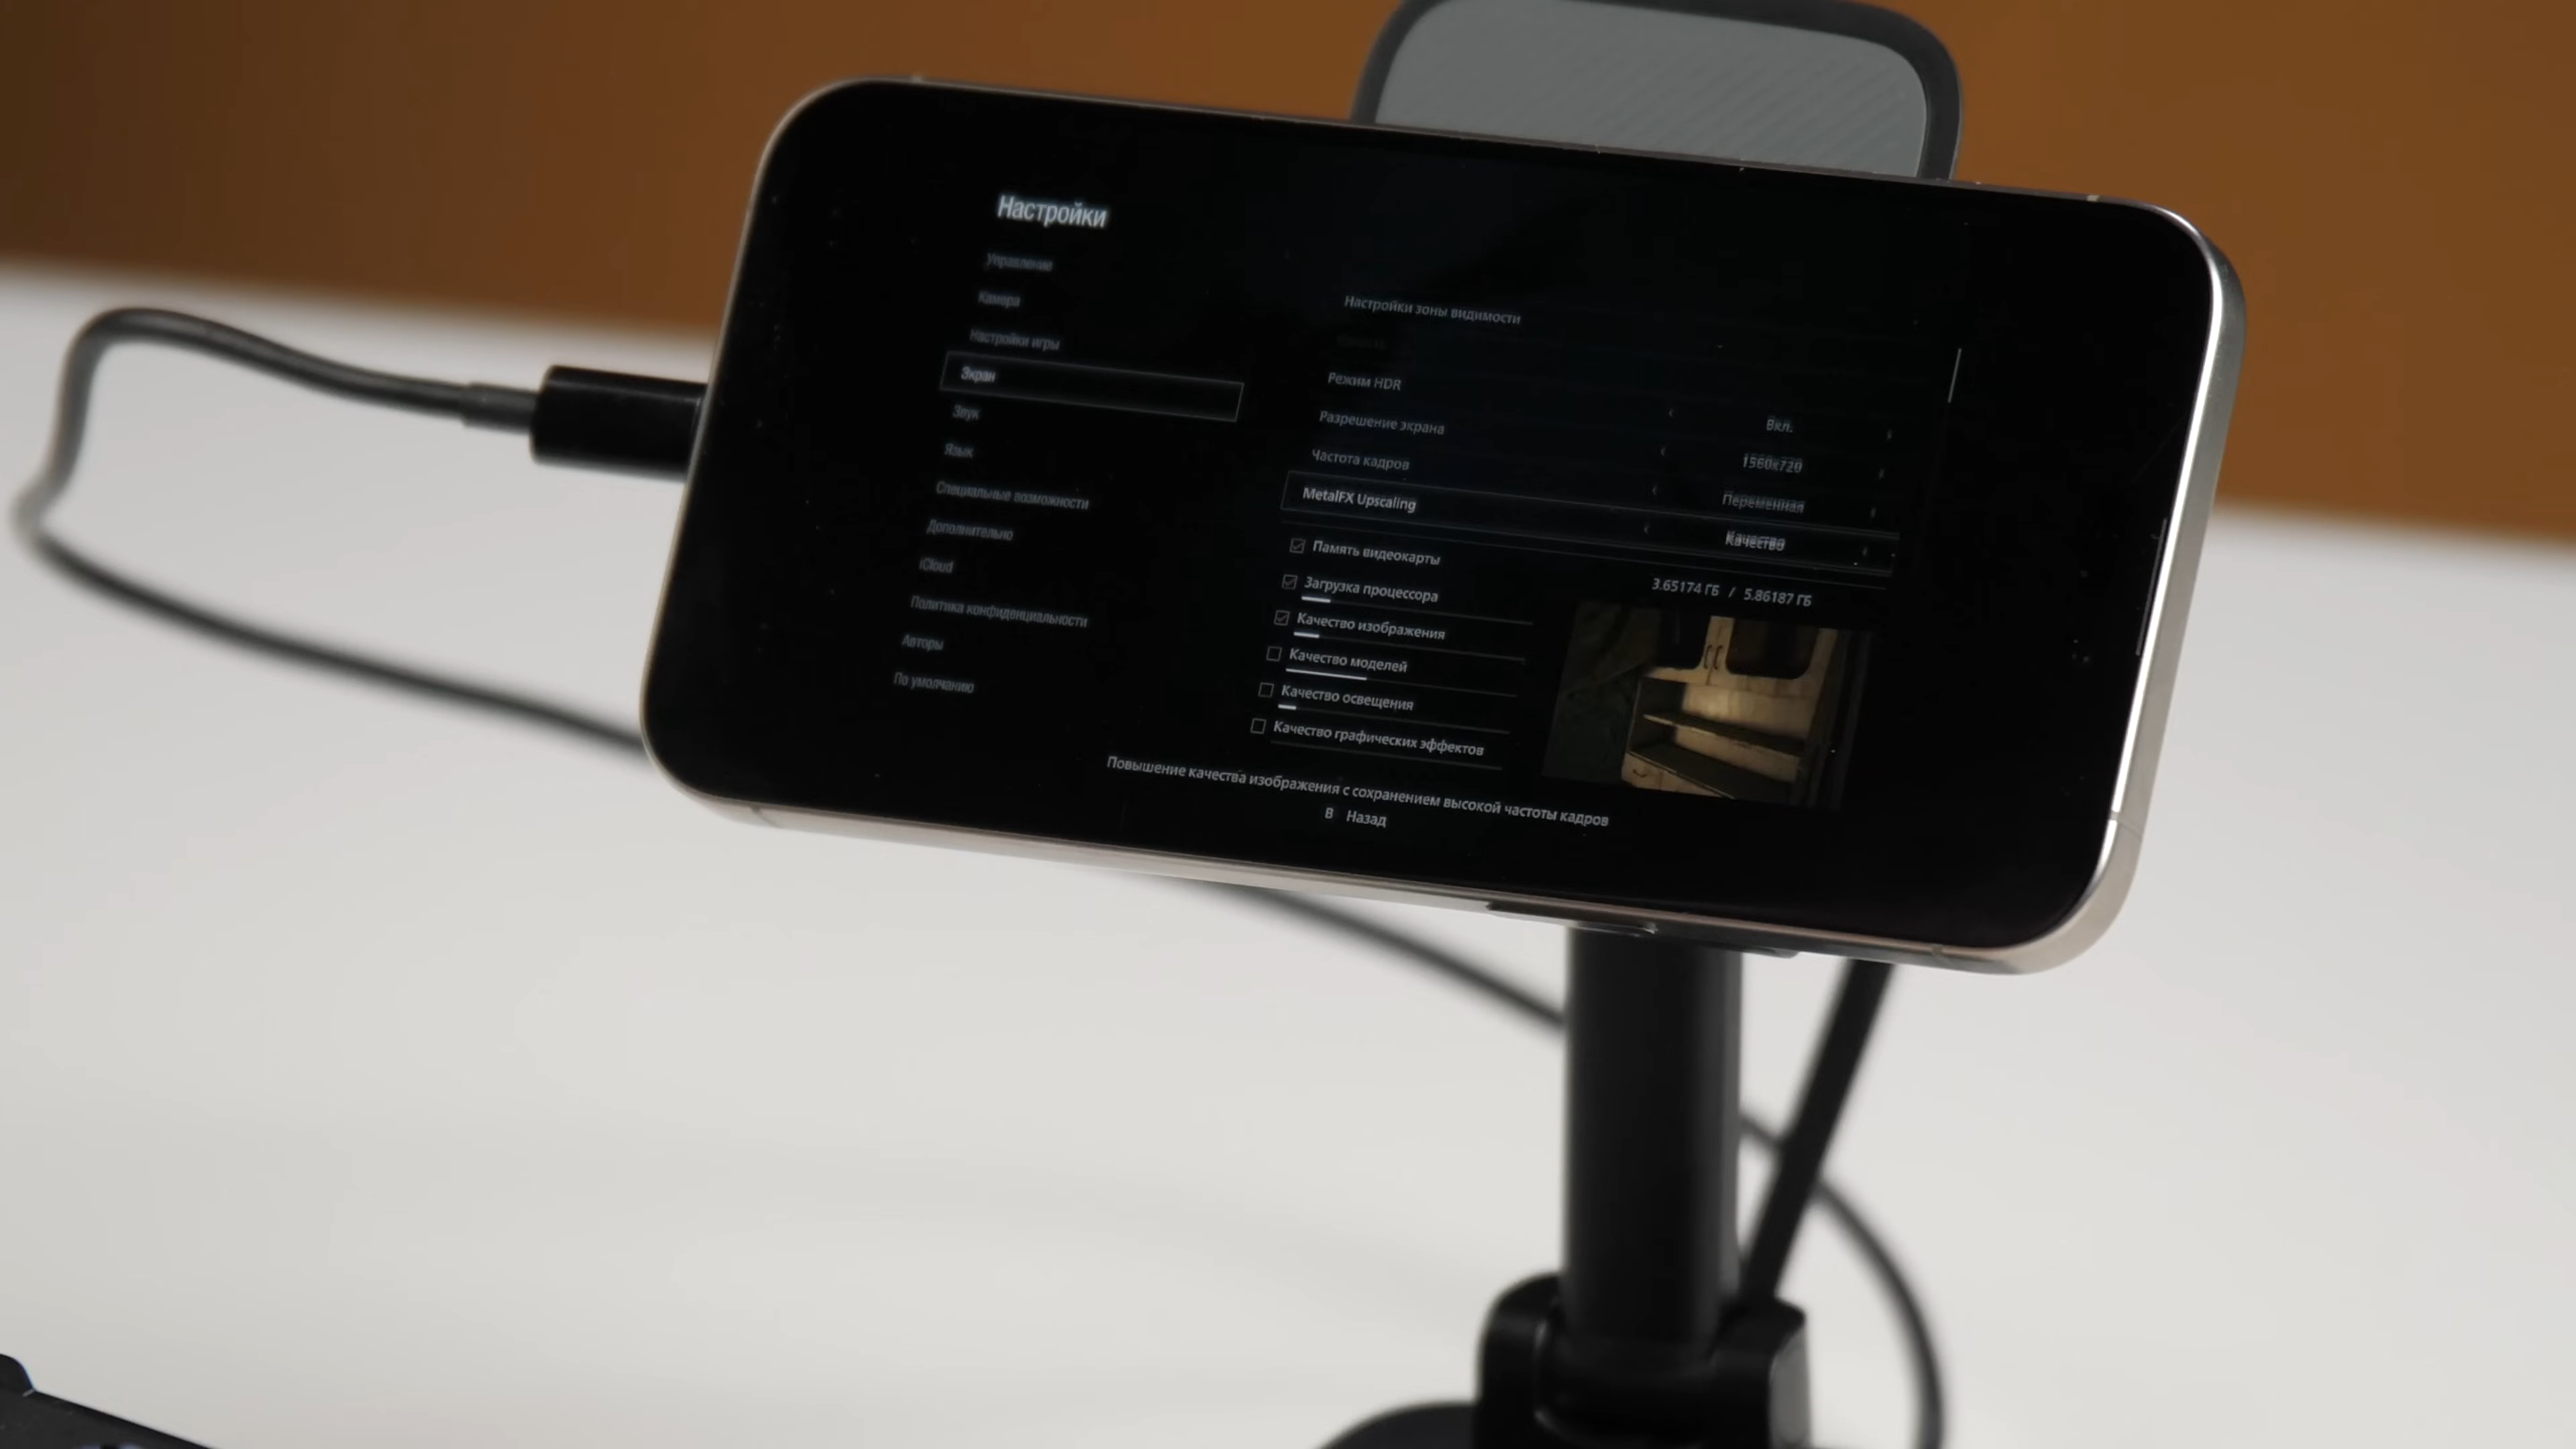 Настройки
Управление
Камера
Настройки игры
Экран
Звук
Язык
Специальные возможности
Дополнительно
iCloud
Политика конфиденциальности
Авторы
По умолчанию
Настройки зоны видимости
Режим HDR
Вкл.
Разрешение экрана
1560x720
Частота кадров
Переменная
MetalFX Upscaling
Качество
Память видеокарты
3.65174 ГБ / 5.86187 ГБ
Загрузка процессора
Качество изображения
Качество моделей
Качество освещения
Качество графических эффектов
Повышение качества изображения с сохранением высокой частоты кадров
B Назад